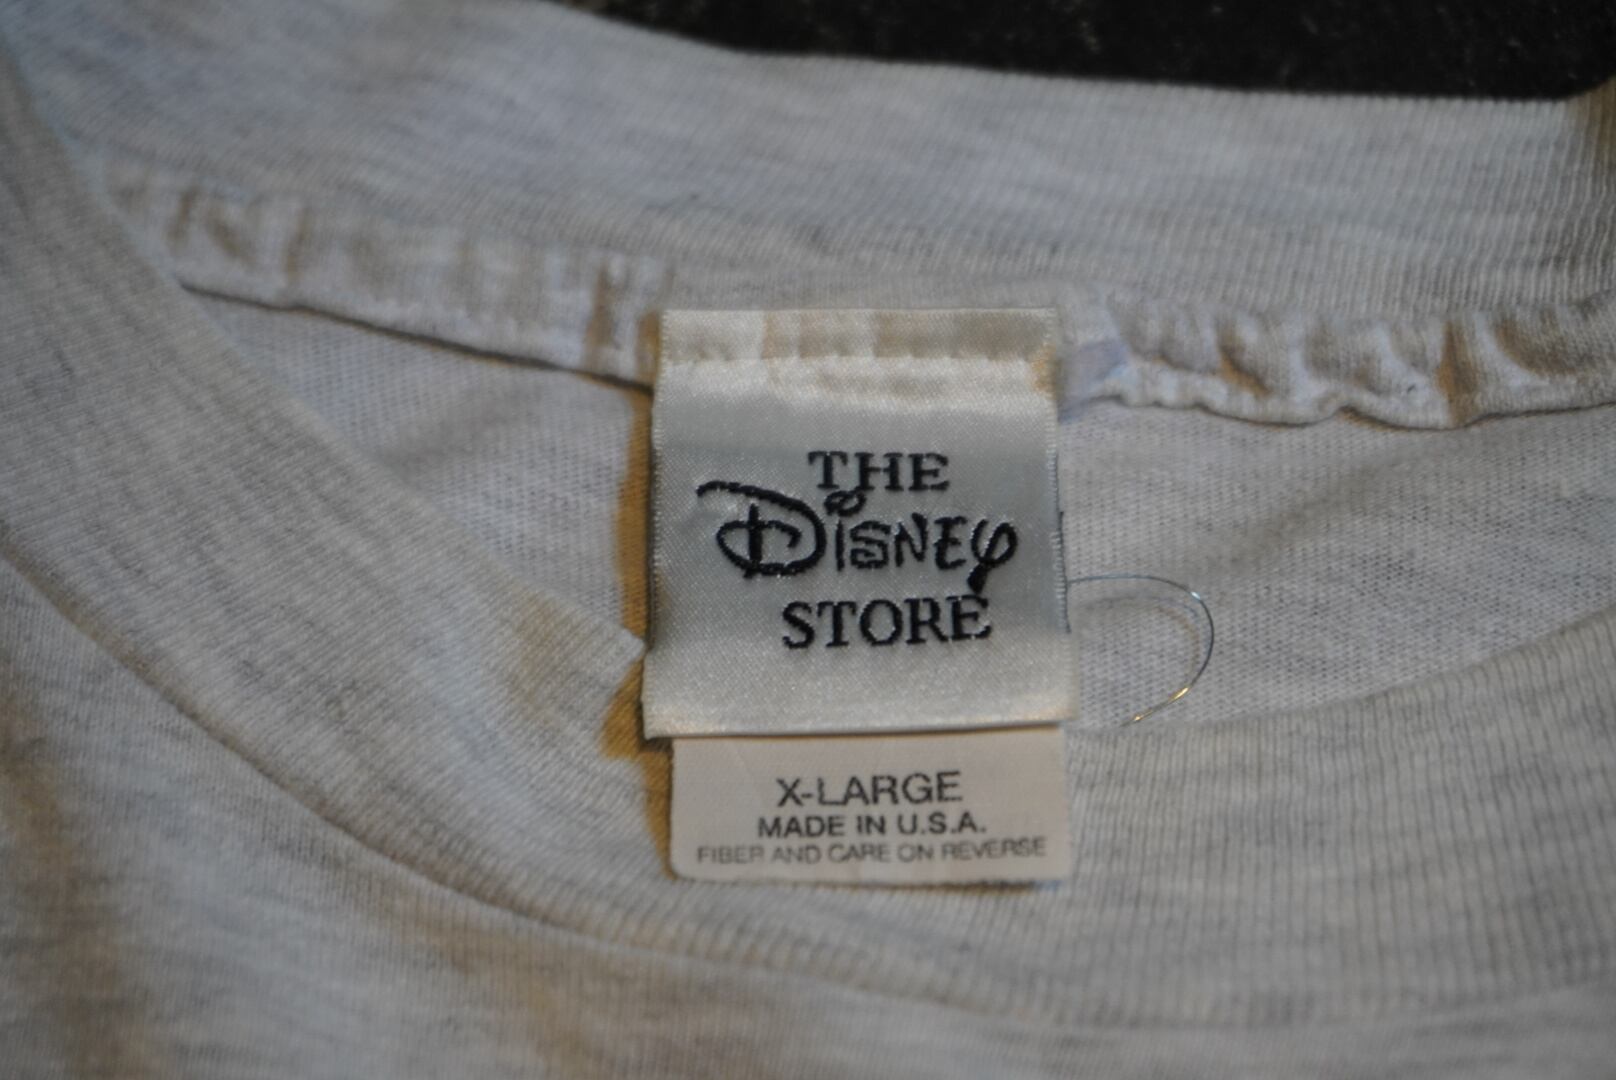 THE
DISNEY
STORE
X-LARGE
MADE IN U.S.A.
FIBER AND CARE ON REVERSE